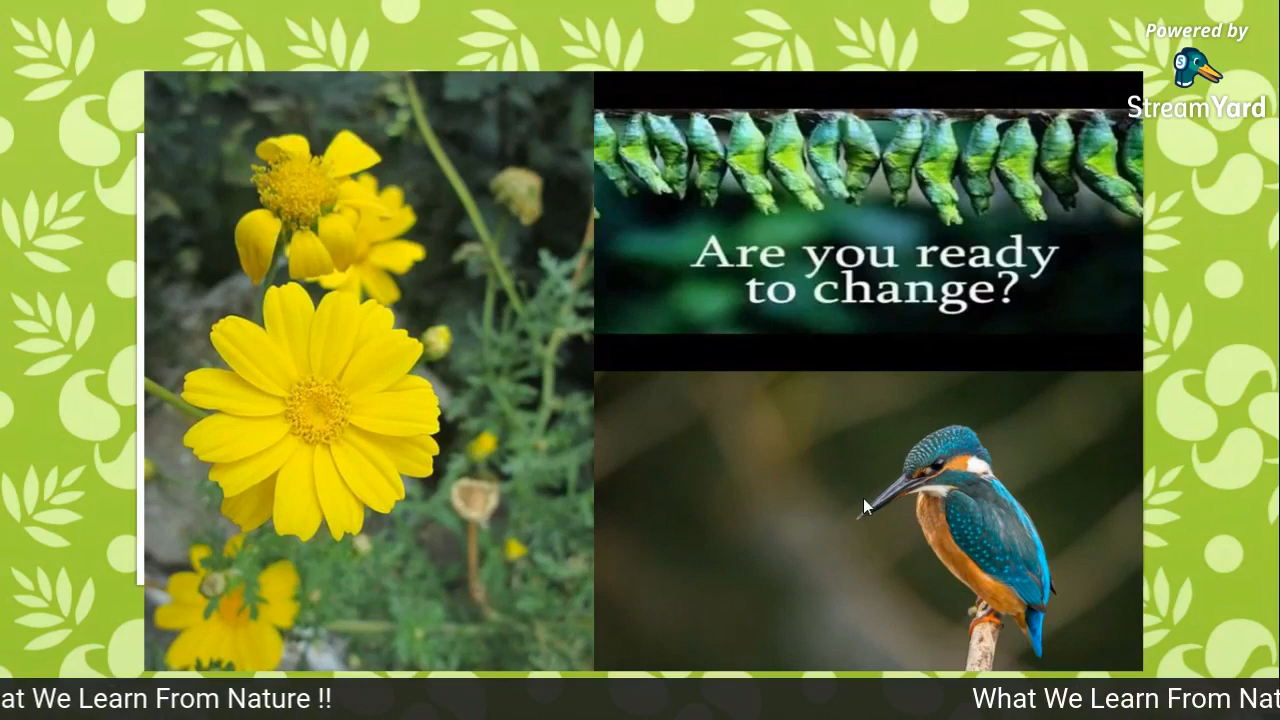 Powered by
StreamYard
Are you ready
to change?
at We Learn From Nature !!
What We Learn From Nat